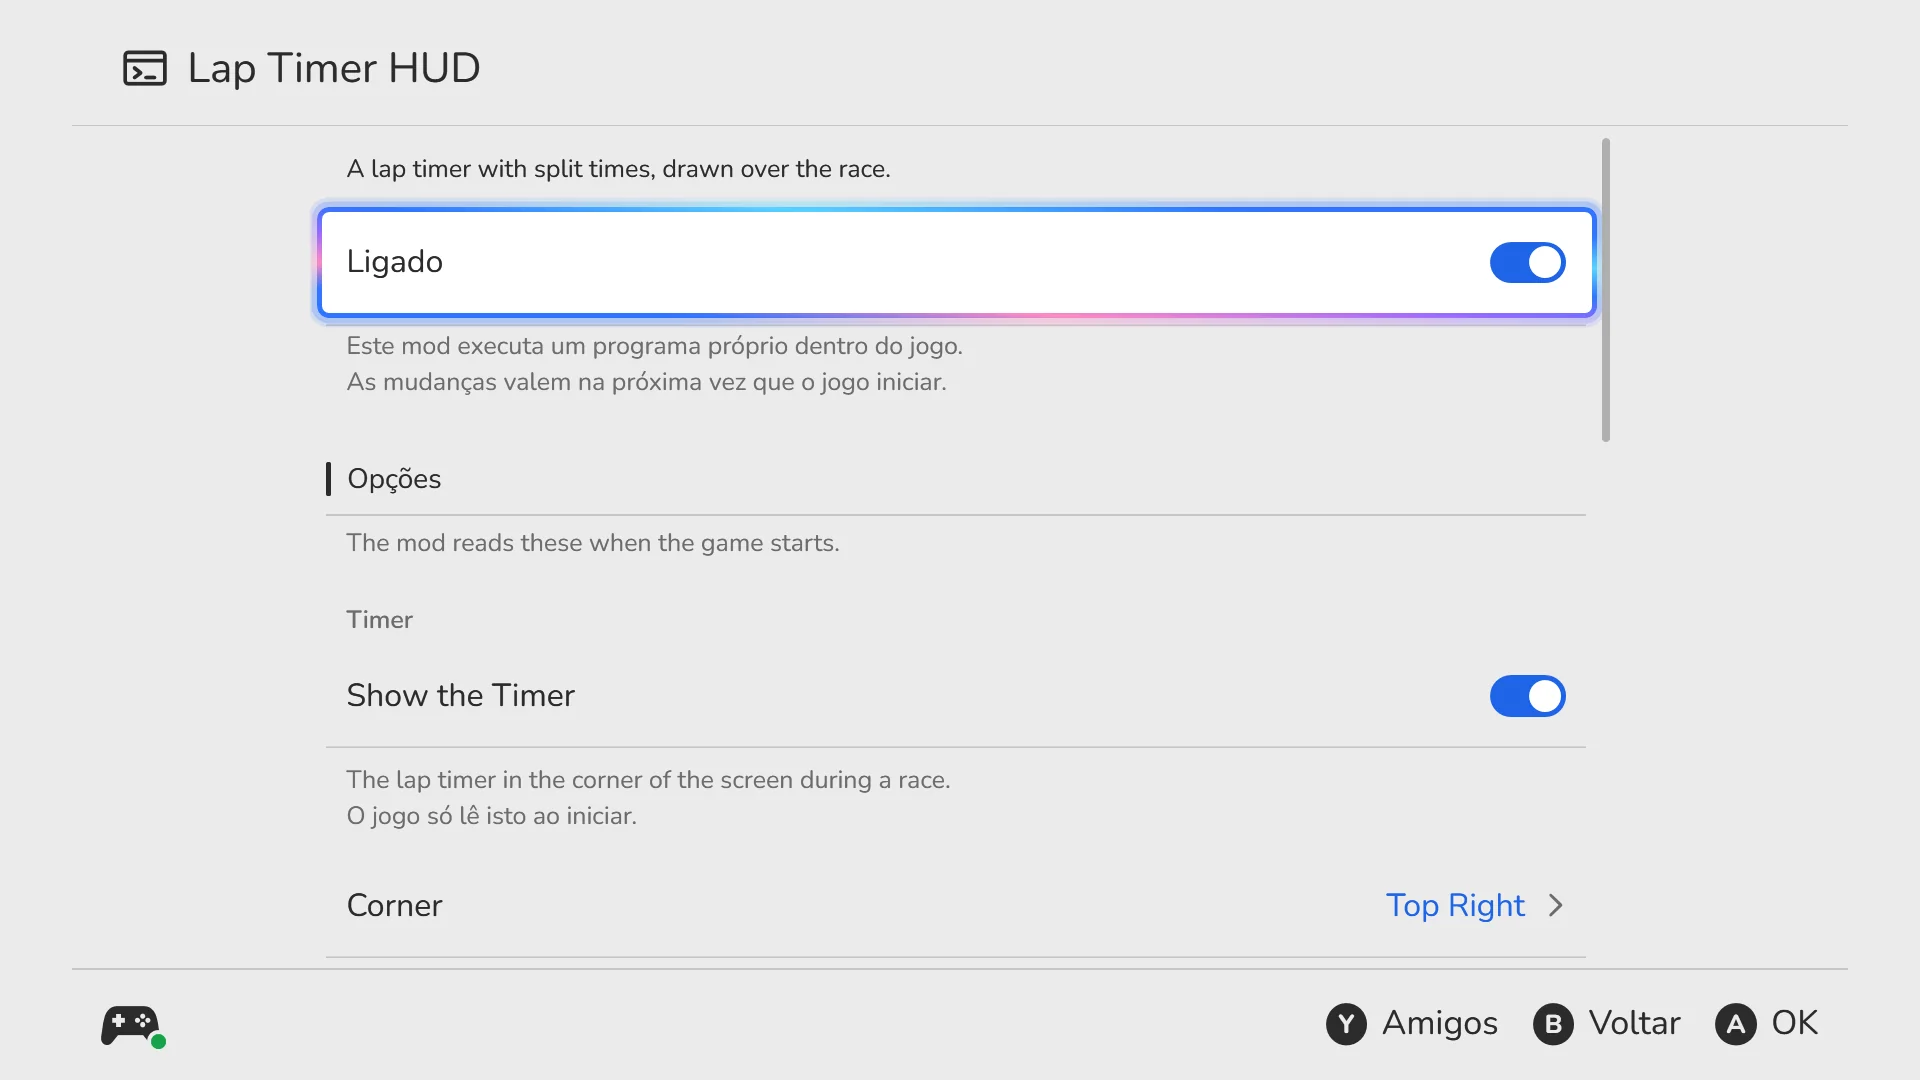 Lap Timer HUD
A lap timer with split times, drawn over the race.
Ligado
Este mod executa um programa próprio dentro do jogo.
As mudanças valem na próxima vez que o jogo iniciar.
Opções
The mod reads these when the game starts.
Timer
Show the Timer
The lap timer in the corner of the screen during a race.
O jogo só lê isto ao iniciar.
Corner
Top Right
Y Amigos
B Voltar
A OK